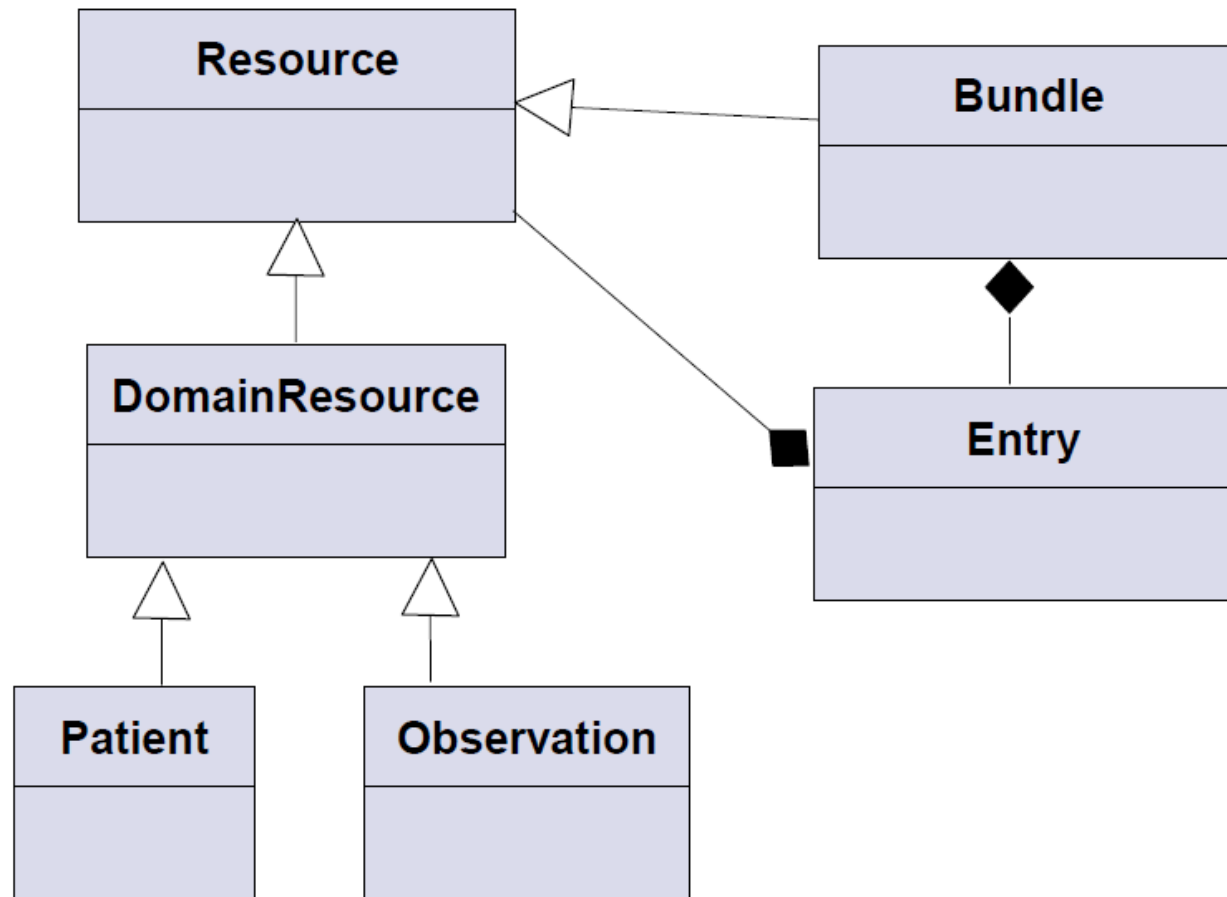 Resource
Bundle
DomainResource
Entry
Patient
Observation